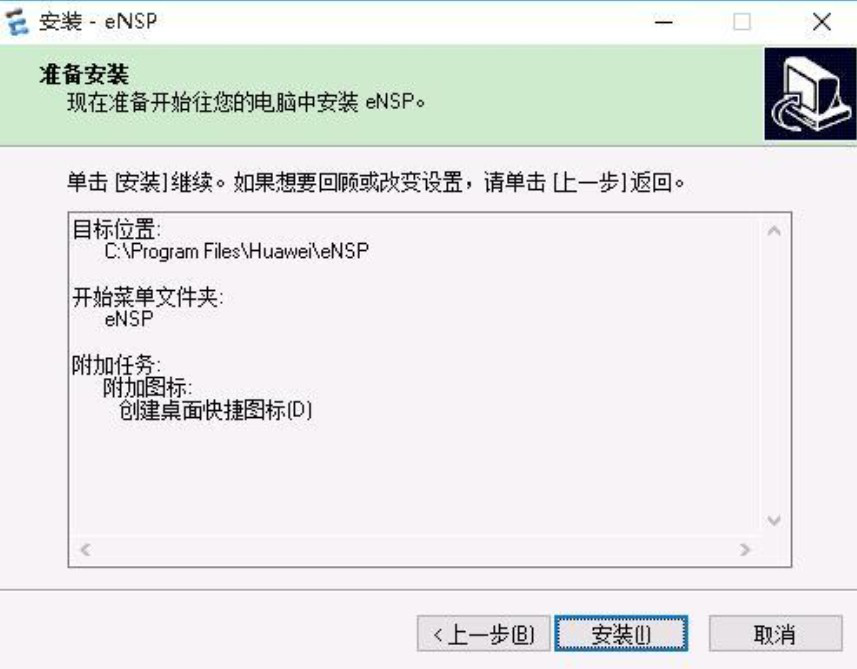 安装 - eNSP
准备安装
现在准备开始往您的电脑中安装 eNSP。
单击 [安装]继续。如果想要回顾或改变设置，请单击 [上一步]返回。
目标位置:
C:\Program Files\Huawei\eNSP
开始菜单文件夹:
eNSP
附加任务:
附加图标:
创建桌面快捷图标(D)
<上一步(B)
安装(I)
取消